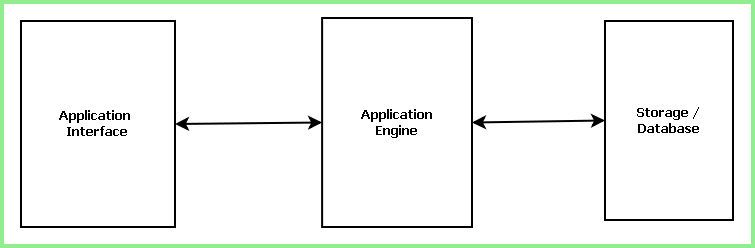 Application
Interface
Application
Engine
Storage /
Database